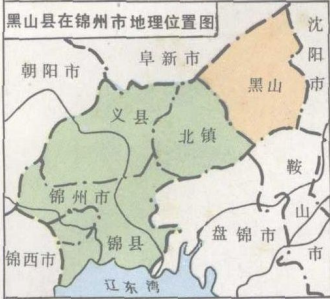 黑山县在锦州市地理位置图
沈阳市
阜新市
朝阳市
黑山
义县
北镇
鞍山市
锦州市
盘锦市
锦县
锦西市
辽东湾